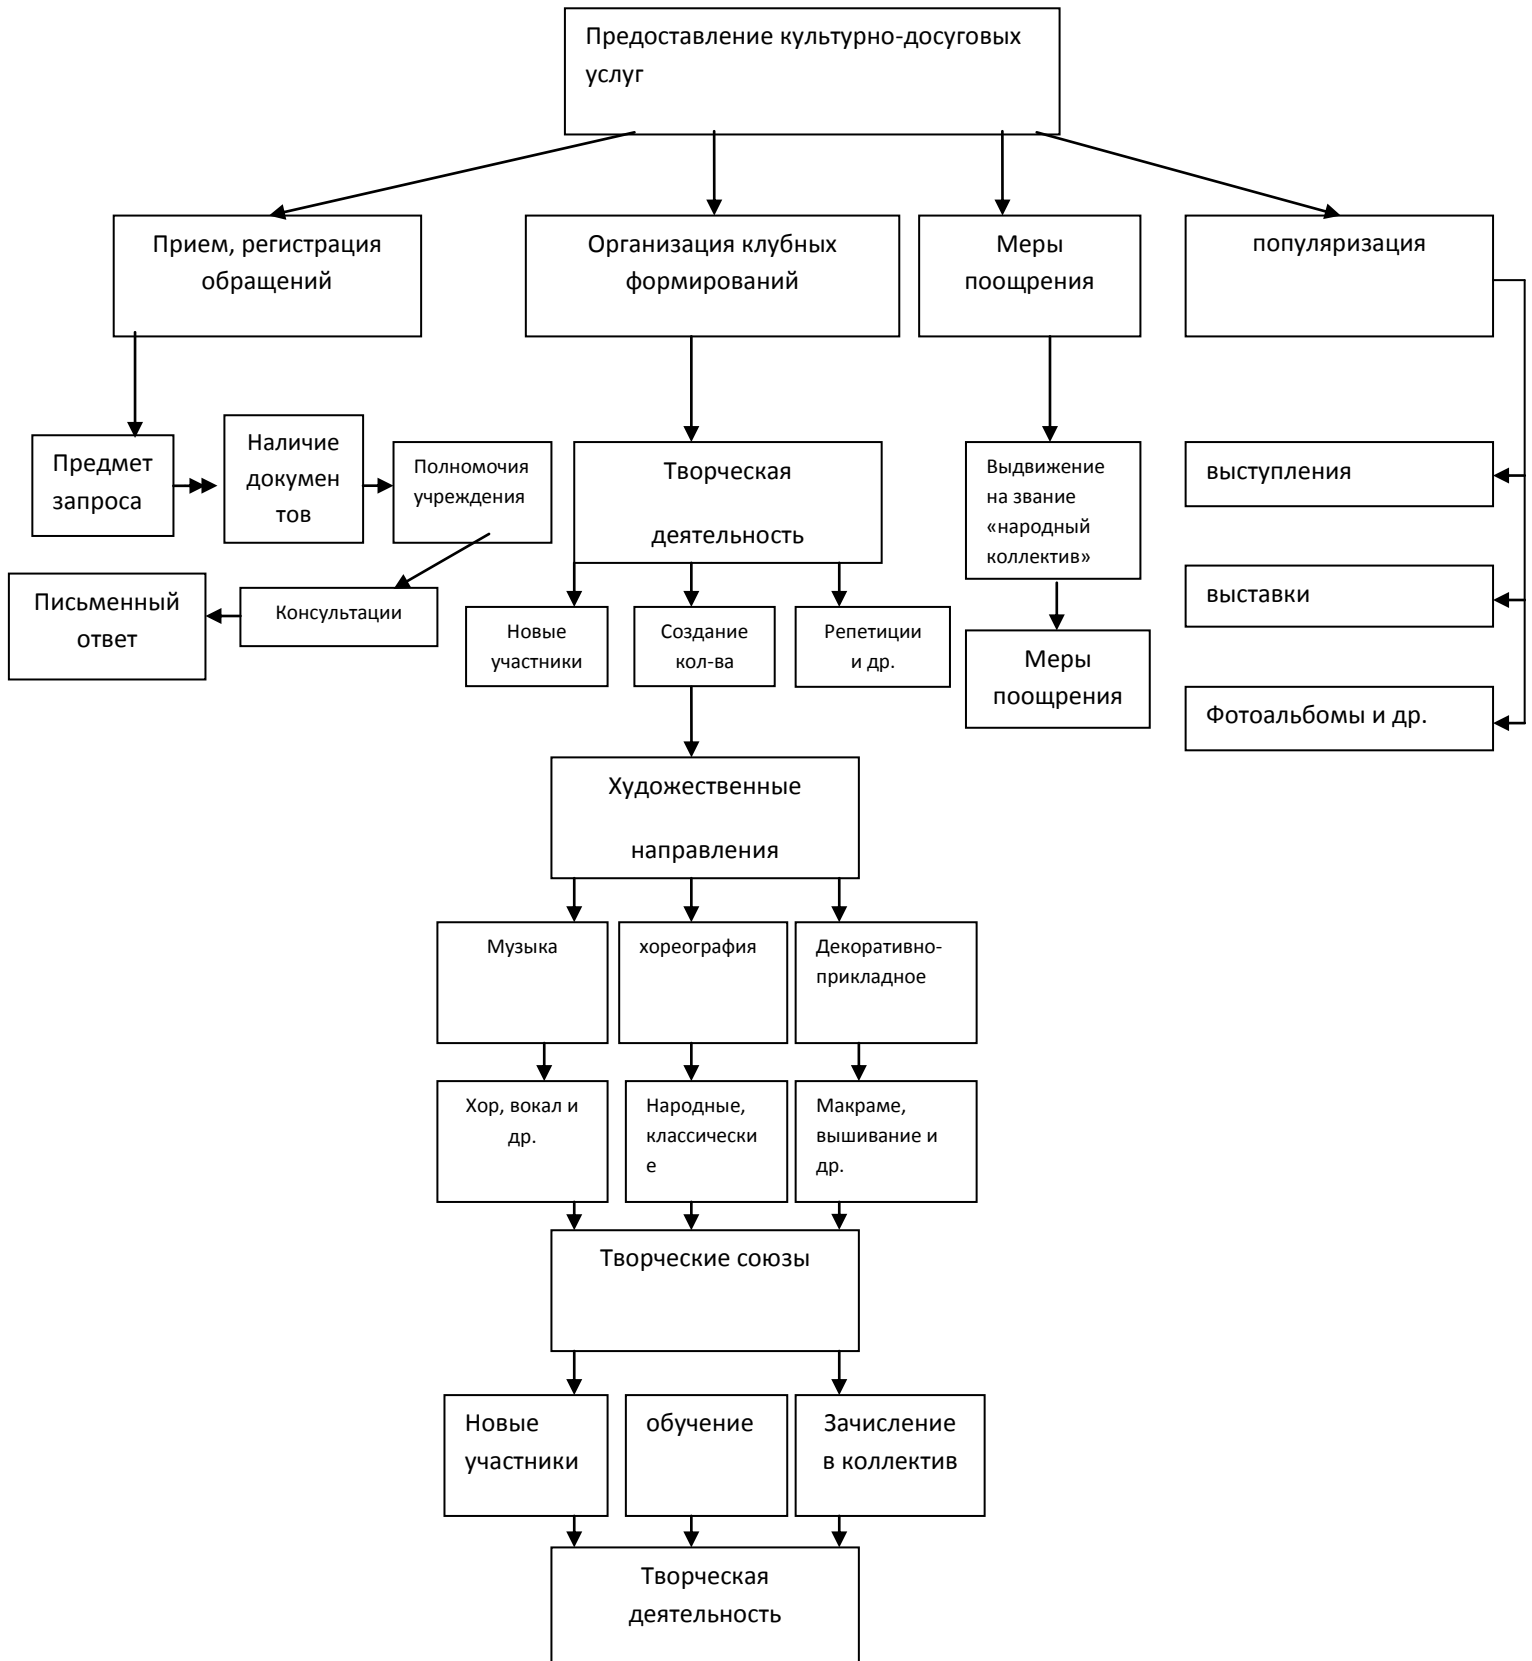 Предоставление культурно-досуговых
услуг
Прием, регистрация
обращений
Организация клубных
формирований
Меры
поощрения
популяризация
Предмет
запроса
Наличие
докумен
тов
Полномочия
учреждения
Творческая
деятельность
Выдвижение
на звание
«народный
коллектив»
выступления
Письменный
ответ
Консультации
Новые
участники
Создание
кол-ва
Репетиции
и др.
Меры
поощрения
выставки
Фотоальбомы и др.
Художественные
направления
Музыка
хореография
Декоративно-
прикладное
Хор, вокал и
др.
Народные,
классически
е
Макраме,
вышивание и
др.
Творческие союзы
Новые
участники
обучение
Зачисление
в коллектив
Творческая
деятельность